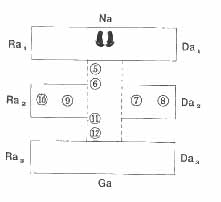 Na
Ra₁ Da₁
⑤
⑥
Ra₂ ⑩ ⑨ ⑦ ⑧ Da₂
⑪
⑫
Ra₃ Da₃
Ga